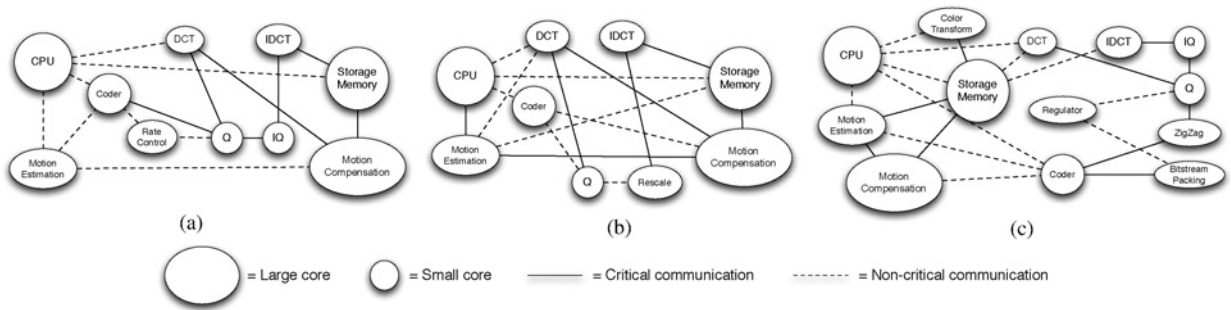 CPU
DCT
IDCT
Storage
Memory
Coder
Rate
Control
Q
IQ
Motion
Estimation
Motion
Compensation
(a)
CPU
DCT
IDCT
Storage
Memory
Coder
Motion
Estimation
Motion
Compensation
Q
Rescale
(b)
Color
Transform
CPU
DCT
IDCT
IQ
Storage
Memory
Q
Regulator
Motion
Estimation
ZigZag
Motion
Compensation
Coder
Bitstream
Packing
(c)
= Large core
= Small core
= Critical communication
= Non-critical communication